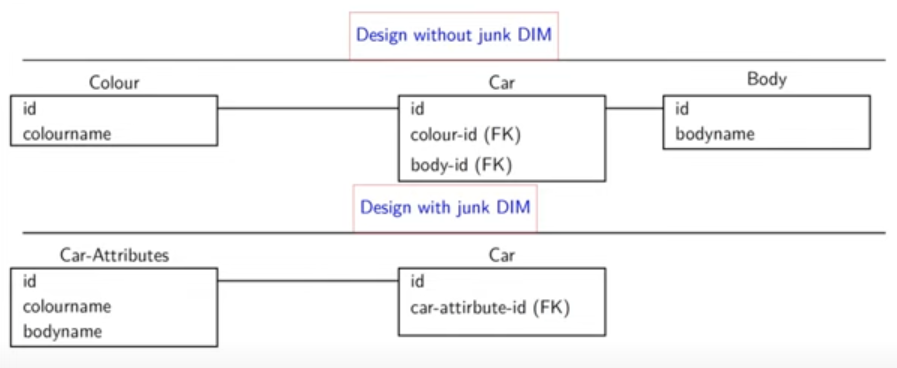 Design without junk DIM
Colour
id
colourname
Car
id
colour-id (FK)
body-id (FK)
Body
id
bodyname
Design with junk DIM
Car-Attributes
id
colourname
bodyname
Car
id
car-attirbute-id (FK)